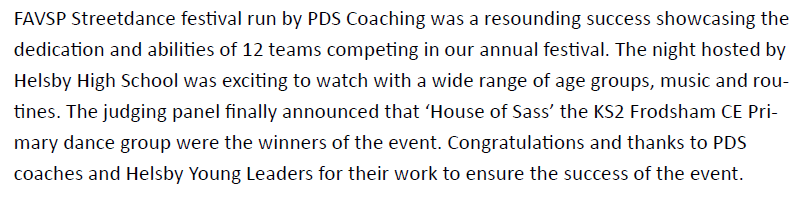 FAVSP Streetdance festival run by PDS Coaching was a resounding success showcasing the
dedication and abilities of 12 teams competing in our annual festival. The night hosted by
Helsby High School was exciting to watch with a wide range of age groups, music and rou-
tines. The judging panel finally announced that ‘House of Sass’ the KS2 Frodsham CE Pri-
mary dance group were the winners of the event. Congratulations and thanks to PDS
coaches and Helsby Young Leaders for their work to ensure the success of the event.